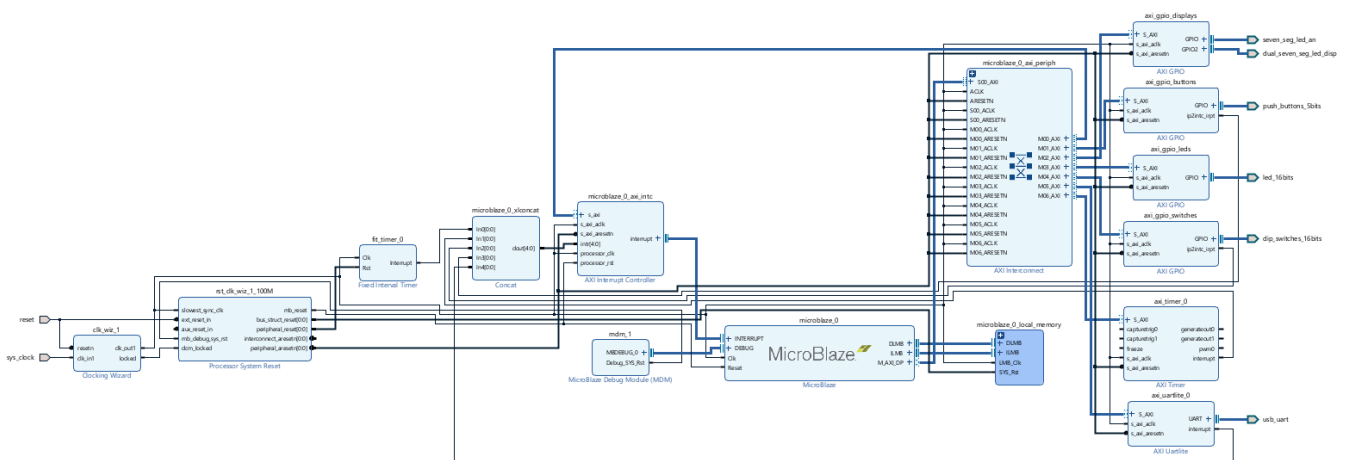 reset
sys_clock
clk_wiz_1
resetn
clk_in1
clk_out1
locked
Clocking Wizard
rst_clk_wiz_1_100M
slowest_sync_clk
ext_reset_in
aux_reset_in
mb_debug_sys_rst
dcm_locked
mb_reset
bus_struct_reset[0:0]
peripheral_reset[0:0]
interconnect_aresetn[0:0]
peripheral_aresetn[0:0]
Processor System Reset
fit_timer_0
Clk
Rst
Interrupt
Fixed Interval Timer
microblaze_0_xlconcat
In0[0:0]
In1[0:0]
In2[0:0]
In3[0:0]
In4[0:0]
dout[4:0]
Concat
microblaze_0_axi_intc
s_axi
s_axi_aclk
s_axi_aresetn
intr[4:0]
processor_clk
processor_rst
interrupt
AXI Interrupt Controller
mdm_1
MBDEBUG_0
Debug_SYS_Rst
MicroBlaze Debug Module (MDM)
microblaze_0
INTERRUPT
DEBUG
Clk
Reset
MicroBlaze
DLMB
ILMB
M_AXI_DP
MicroBlaze
microblaze_0_local_memory
DLMB
ILMB
LMB_Clk
SYS_Rst
microblaze_0_axi_periph
S00_AXI
ACLK
ARESETN
S00_ACLK
S00_ARESETN
M00_ACLK
M00_ARESETN
M01_ACLK
M01_ARESETN
M02_ACLK
M02_ARESETN
M03_ACLK
M03_ARESETN
M04_ACLK
M04_ARESETN
M05_ACLK
M05_ARESETN
M06_ACLK
M06_ARESETN
M00_AXI
M01_AXI
M02_AXI
M03_AXI
M04_AXI
M05_AXI
M06_AXI
AXI Interconnect
axi_gpio_displays
S_AXI
s_axi_aclk
s_axi_aresetn
GPIO
GPIO2
AXI GPIO
seven_seg_led_an
dual_seven_seg_led_disp
axi_gpio_buttons
S_AXI
s_axi_aclk
s_axi_aresetn
GPIO
ip2intc_irpt
AXI GPIO
push_buttons_5bits
axi_gpio_leds
S_AXI
s_axi_aclk
s_axi_aresetn
GPIO
AXI GPIO
led_16bits
axi_gpio_switches
S_AXI
s_axi_aclk
s_axi_aresetn
GPIO
ip2intc_irpt
AXI GPIO
dip_switches_16bits
axi_timer_0
S_AXI
capturetrig0
capturetrig1
freeze
s_axi_aclk
s_axi_aresetn
generateout0
generateout1
pwm0
interrupt
AXI Timer
axi_uartlite_0
S_AXI
s_axi_aclk
s_axi_aresetn
UART
interrupt
AXI Uartlite
usb_uart